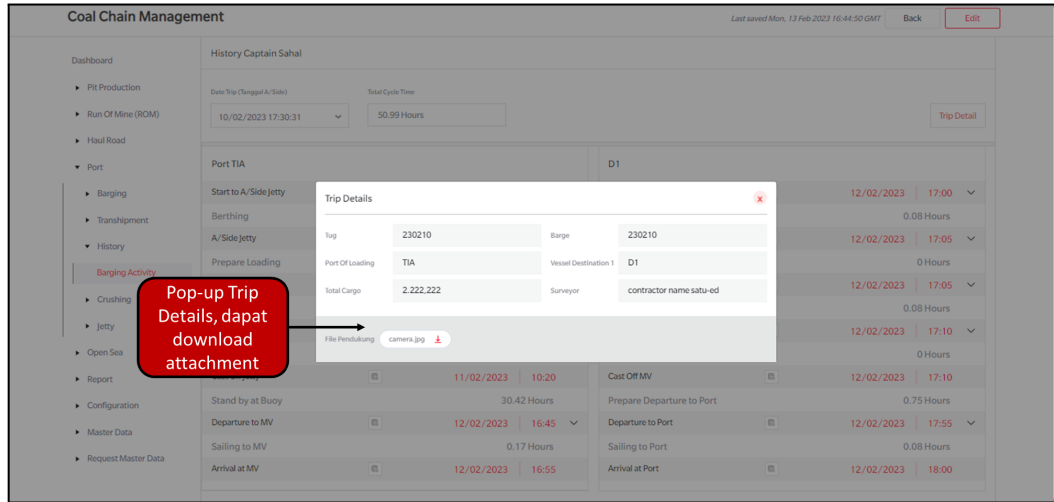 Coal Chain Management
Last saved Mon, 13 Feb 2023 16:44:50 GMT
Back
Edit
Dashboard
Pit Production
Run Of Mine (ROM)
Haul Road
Port
Barging
Transhipment
History
Barging Activity
Crushing
Jetty
Open Sea
Report
Configuration
Master Data
Request Master Data
History Captain Sahal
Date Trip (Tanggal A/Side)
Total Cycle Time
10/02/2023 17:30:31
50.99 Hours
Trip Detail
Port TIA
Start to A/Side Jetty
Berthing
A/Side Jetty
Prepare Loading
11/02/2023 10:20
Stand by at Buoy 30.42 Hours
Departure to MV 12/02/2023 16:45
Sailing to MV 0.17 Hours
Arrival at MV 12/02/2023 16:55
D1
12/02/2023 17:00
0.08 Hours
12/02/2023 17:05
0 Hours
12/02/2023 17:05
0.08 Hours
12/02/2023 17:10
0 Hours
Cast Off MV 12/02/2023 17:10
Prepare Departure to Port 0.75 Hours
Departure to Port 12/02/2023 17:55
Sailing to Port 0.08 Hours
Arrival at Port 12/02/2023 18:00
Trip Details
x
Tug 230210 Barge 230210
Port Of Loading TIA Vessel Destination 1 D1
Total Cargo 2.222,222 Surveyor contractor name satu-ed
File Pendukung camera.jpg
Pop-up Trip
Details, dapat
download
attachment